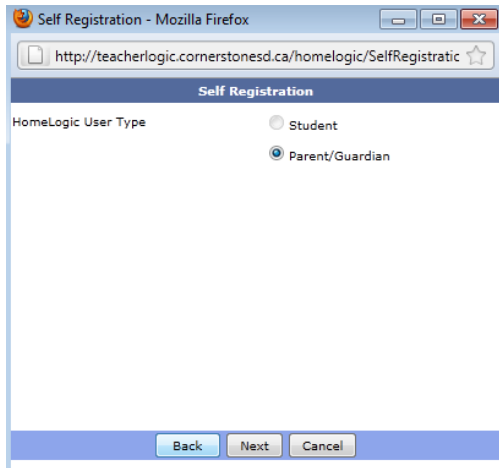 Self Registration - Mozilla Firefox
http://teacherlogic.cornerstonesd.ca/homelogic/SelfRegistratic
Self Registration
HomeLogic User Type
Student
Parent/Guardian
Back Next Cancel